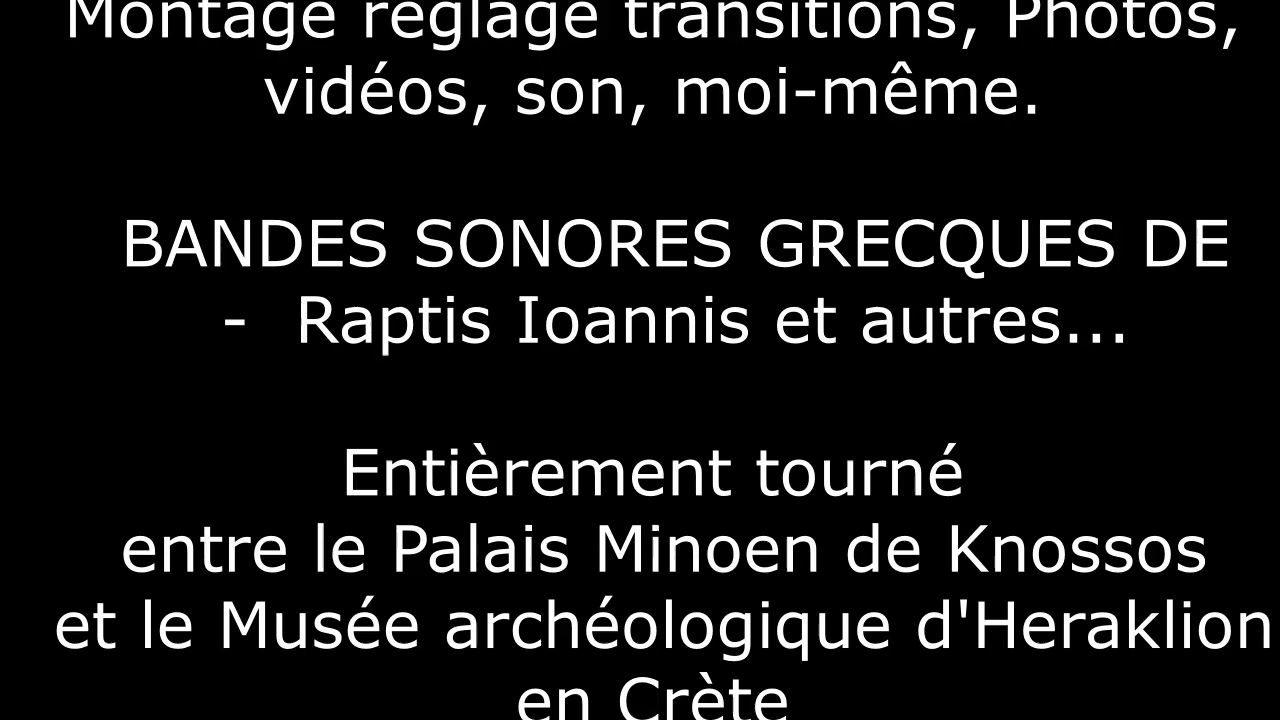 Montage réglage transitions, Photos,
vidéos, son, moi-même.
BANDES SONORES GRECQUES DE
- Raptis Ioannis et autres...
Entièrement tourné
entre le Palais Minoen de Knossos
et le Musée archéologique d'Heraklion
en Crète